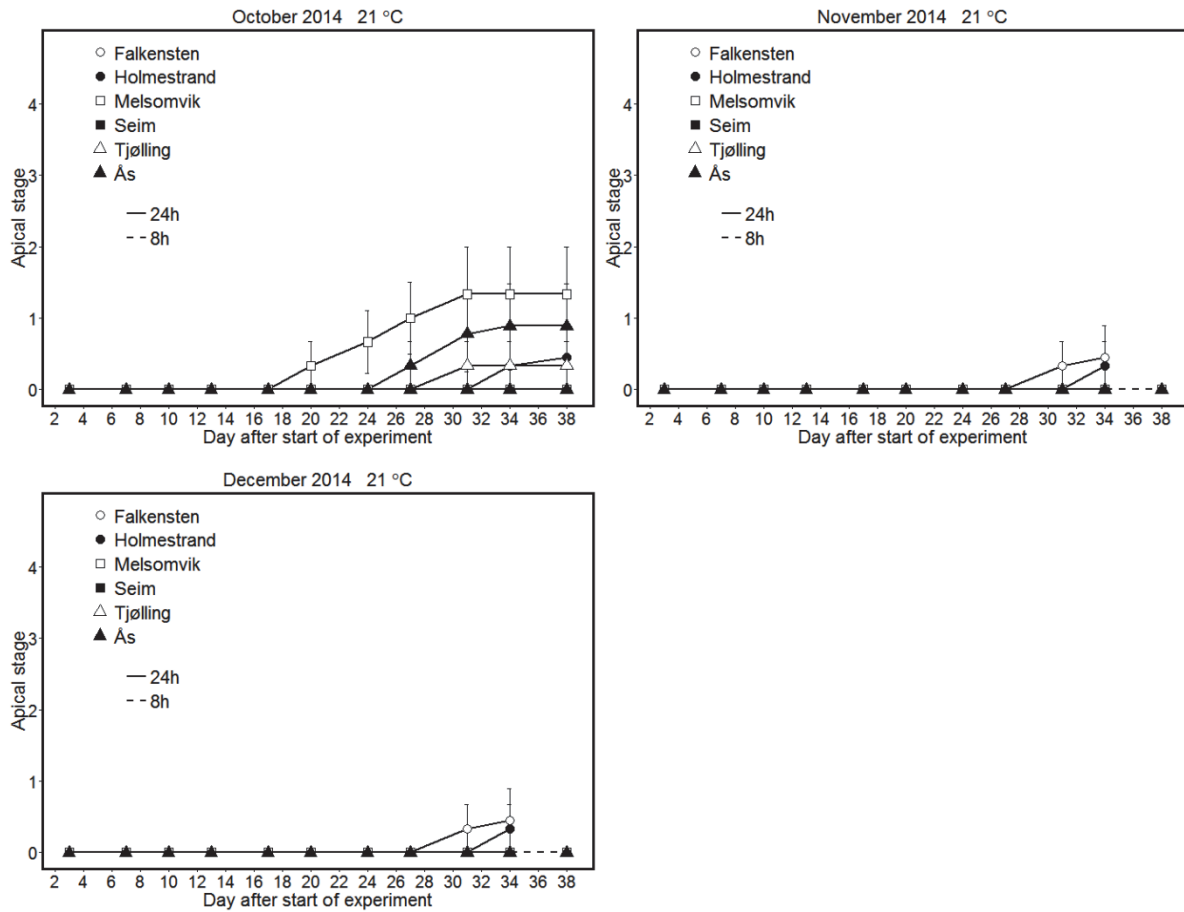 October 2014 21 °C
Falkensten
Holmestrand
Melsomvik
Seim
Tjølling
Ås
24h
8h
Apical stage
4
3
2
1
0
2 4 6 8 10 12 14 16 18 20 22 24 26 28 30 32 34 36 38
Day after start of experiment
November 2014 21 °C
Falkensten
Holmestrand
Melsomvik
Seim
Tjølling
Ås
24h
8h
Apical stage
4
3
2
1
0
2 4 6 8 10 12 14 16 18 20 22 24 26 28 30 32 34 36 38
Day after start of experiment
December 2014 21 °C
Falkensten
Holmestrand
Melsomvik
Seim
Tjølling
Ås
24h
8h
Apical stage
4
3
2
1
0
2 4 6 8 10 12 14 16 18 20 22 24 26 28 30 32 34 36 38
Day after start of experiment